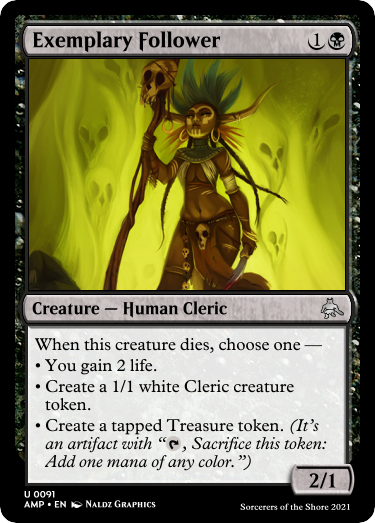 Exemplary Follower 1
Creature — Human Cleric
When this creature dies, choose one —
• You gain 2 life.
• Create a 1/1 white Cleric creature
token.
• Create a tapped Treasure token. (It's
an artifact with “, Sacrifice this token:
Add one mana of any color.”)
2/1
U 0091
AMP • EN Naldz Graphics
Sorcerers of the Shore 2021